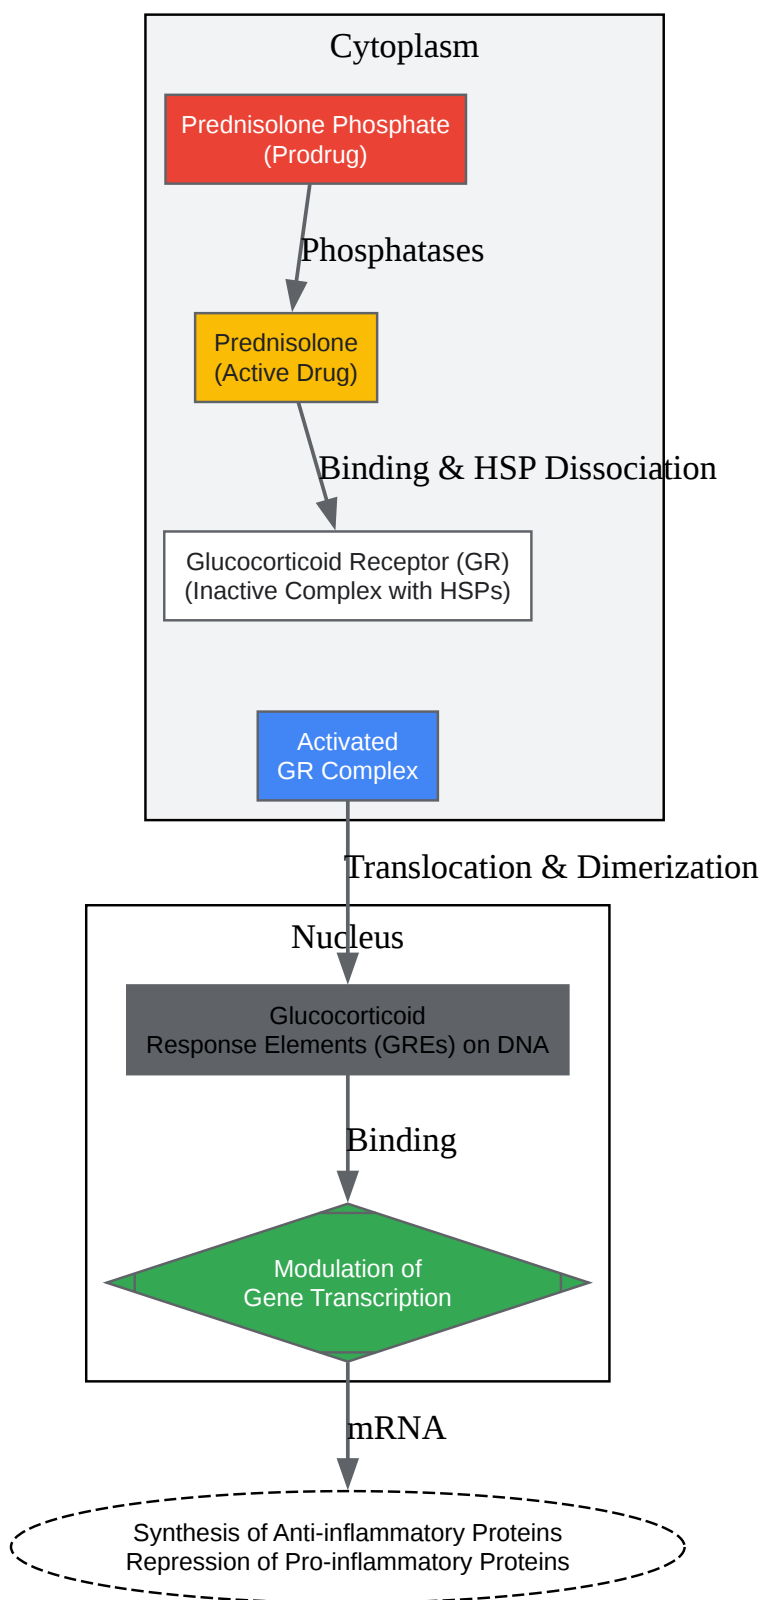 Cytoplasm
Prednisolone Phosphate
(Prodrug)
Phosphatases
Prednisolone
(Active Drug)
Binding & HSP Dissociation
Glucocorticoid Receptor (GR)
(Inactive Complex with HSPs)
Activated
GR Complex
Translocation & Dimerization
Nucleus
Glucocorticoid
Response Elements (GREs) on DNA
Binding
Modulation of
Gene Transcription
mRNA
Synthesis of Anti-inflammatory Proteins
Repression of Pro-inflammatory Proteins